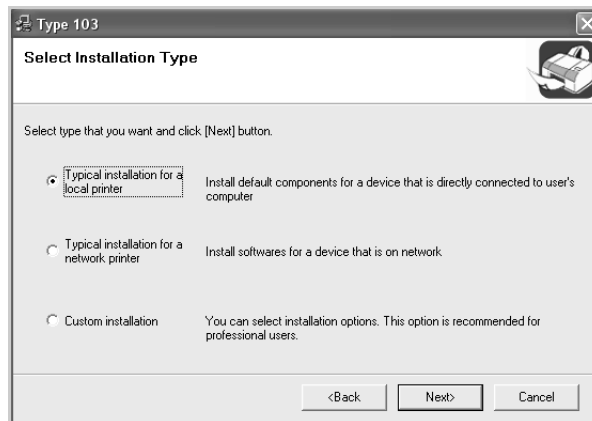 Type 103
Select Installation Type
Select type that you want and click [Next] button.
Typical installation for a
local printer
Install default components for a device that is directly connected to user's
computer
Typical installation for a
network printer
Install softwares for a device that is on network
Custom installation
You can select installation options. This option is recommended for
professional users.
<Back
Next>
Cancel